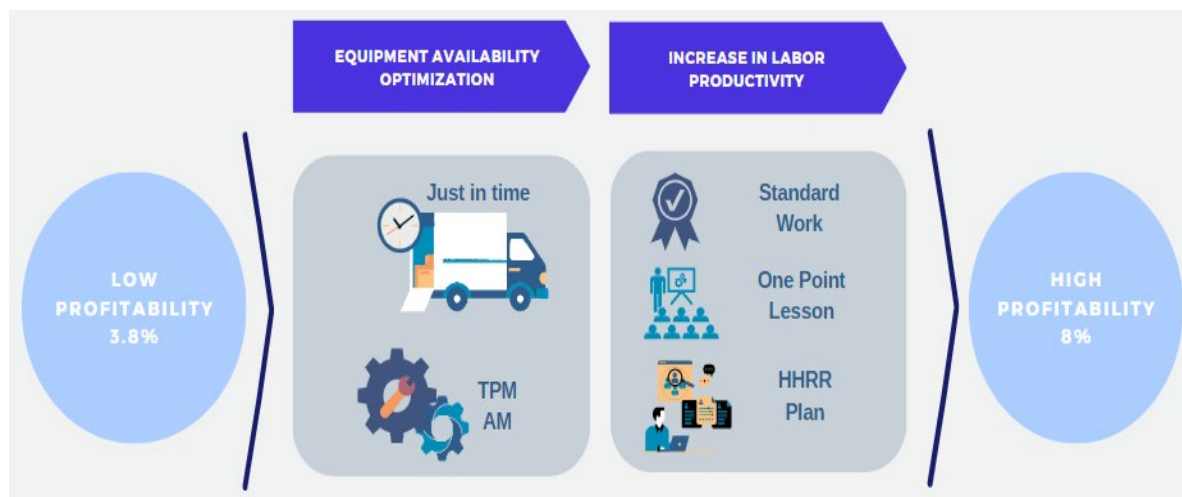 EQUIPMENT AVAILABILITY
OPTIMIZATION
INCREASE IN LABOR
PRODUCTIVITY
LOW
PROFITABILITY
3.8%
Just in time
TPM
AM
Standard
Work
One Point
Lesson
HHRR
Plan
HIGH
PROFITABILITY
8%